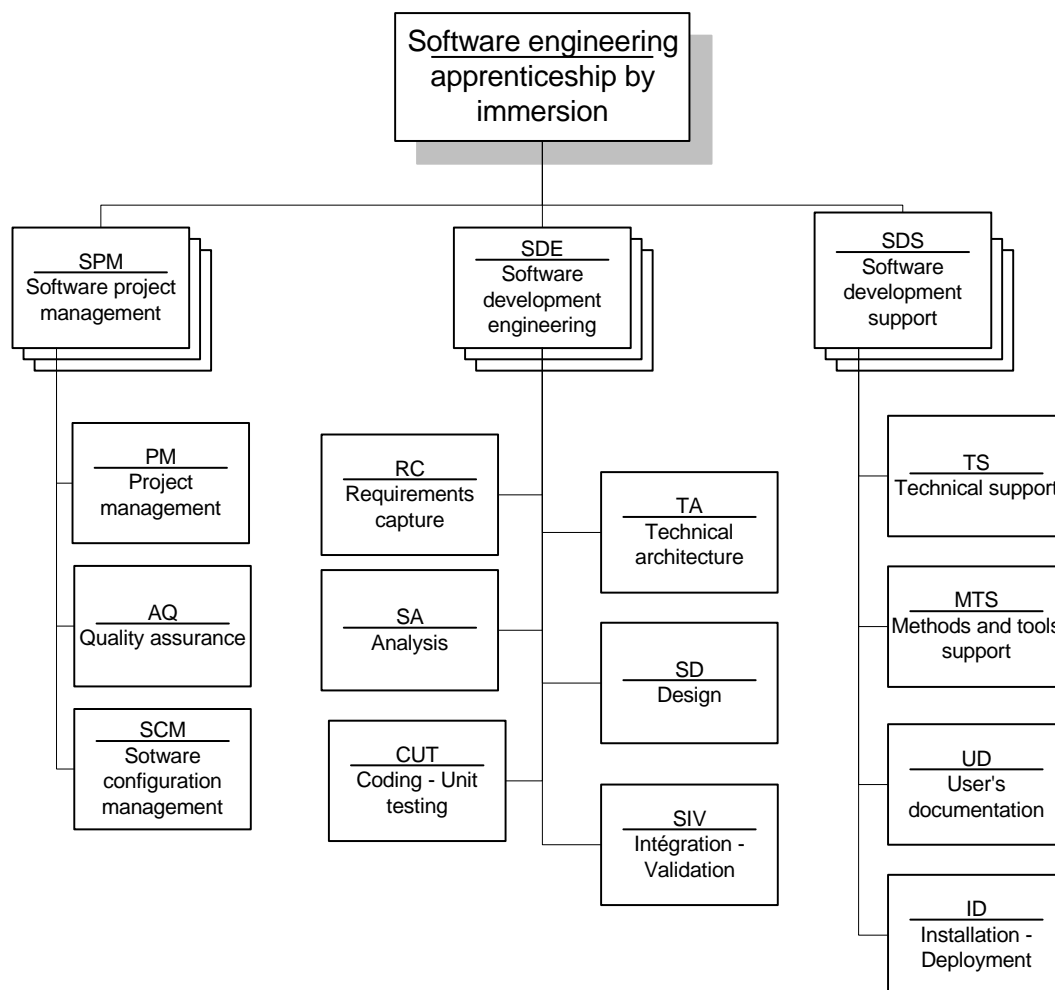 Software engineering
apprenticeship by
immersion
SPM
Software project
management
SDE
Software
development
engineering
SDS
Software
development
support
PM
Project
management
AQ
Quality assurance
SCM
Sotware
configuration
management
RC
Requirements
capture
SA
Analysis
CUT
Coding - Unit
testing
TA
Technical
architecture
SD
Design
SIV
Intégration -
Validation
TS
Technical support
MTS
Methods and tools
support
UD
User's
documentation
ID
Installation -
Deployment